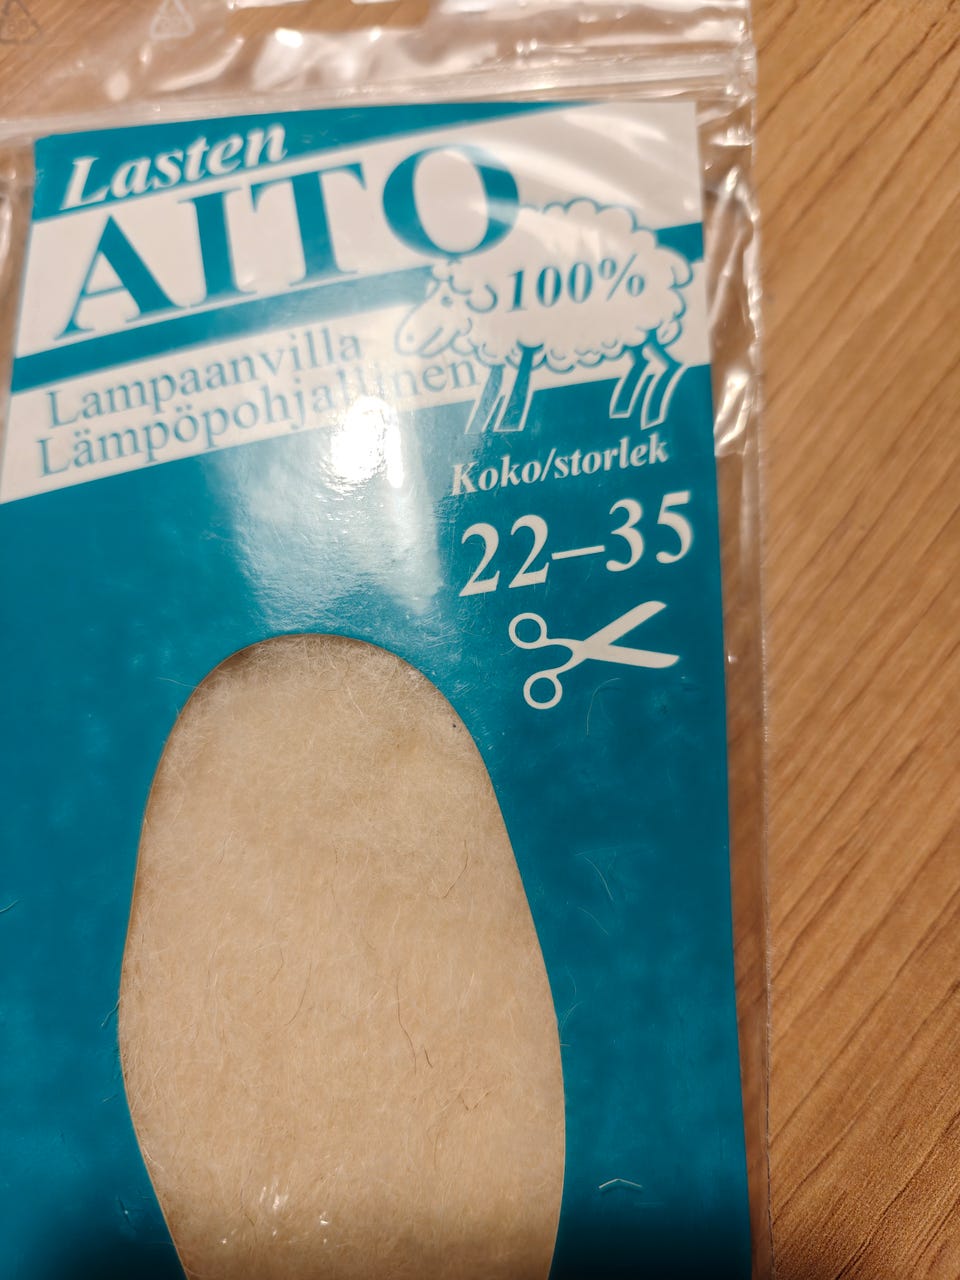 Lasten
AITO
100%
Lampaanvilla
Lämpöpohjallinen
Koko/storlek
22–35